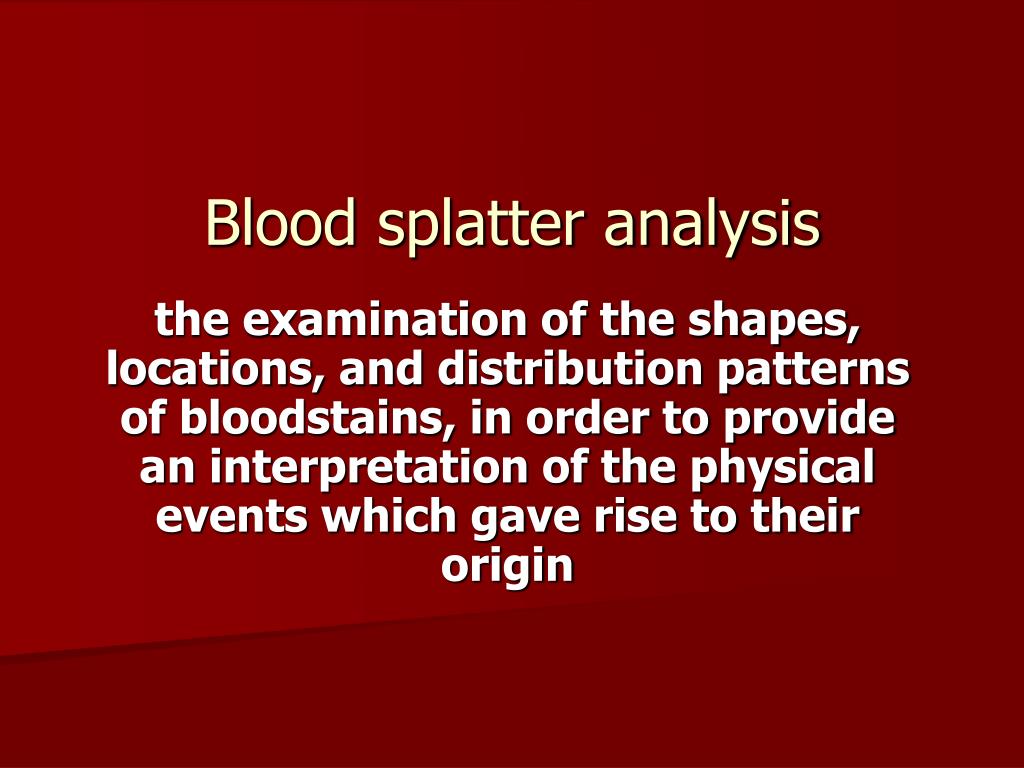 Blood splatter analysis
the examination of the shapes,
locations, and distribution patterns
of bloodstains, in order to provide
an interpretation of the physical
events which gave rise to their
origin